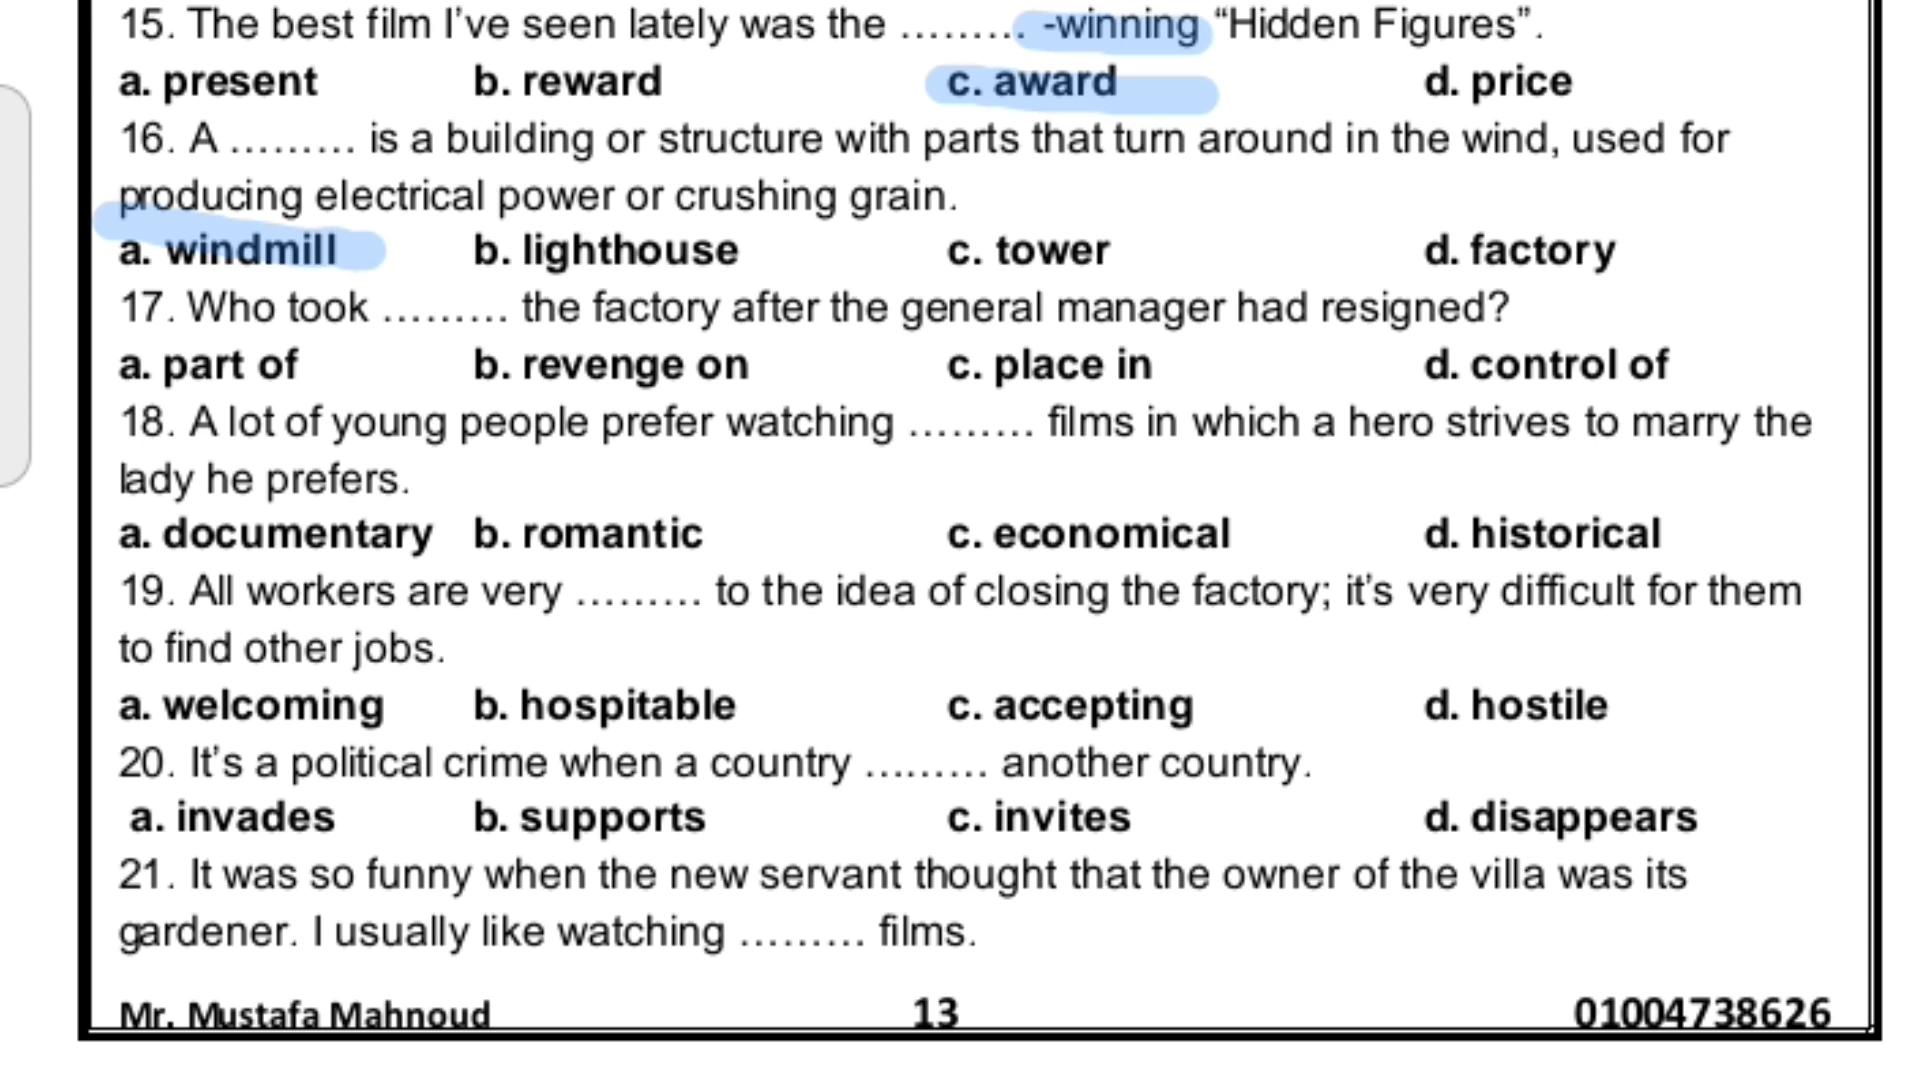 15. The best film I’ve seen lately was the ……… -winning “Hidden Figures”.
a. present b. reward c. award d. price
16. A ……… is a building or structure with parts that turn around in the wind, used for
producing electrical power or crushing grain.
a. windmill b. lighthouse c. tower d. factory
17. Who took ……… the factory after the general manager had resigned?
a. part of b. revenge on c. place in d. control of
18. A lot of young people prefer watching ……… films in which a hero strives to marry the
lady he prefers.
a. documentary b. romantic c. economical d. historical
19. All workers are very ……… to the idea of closing the factory; it’s very difficult for them
to find other jobs.
a. welcoming b. hospitable c. accepting d. hostile
20. It’s a political crime when a country ……… another country.
a. invades b. supports c. invites d. disappears
21. It was so funny when the new servant thought that the owner of the villa was its
gardener. I usually like watching ……… films.
Mr. Mustafa Mahnoud 13 01004738626